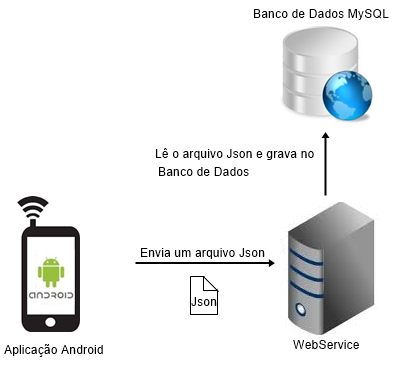 Banco de Dados MySQL
Lê o arquivo Json e grava no
Banco de Dados
Envia um arquivo Json
Json
ANDROID
Aplicação Android
WebService